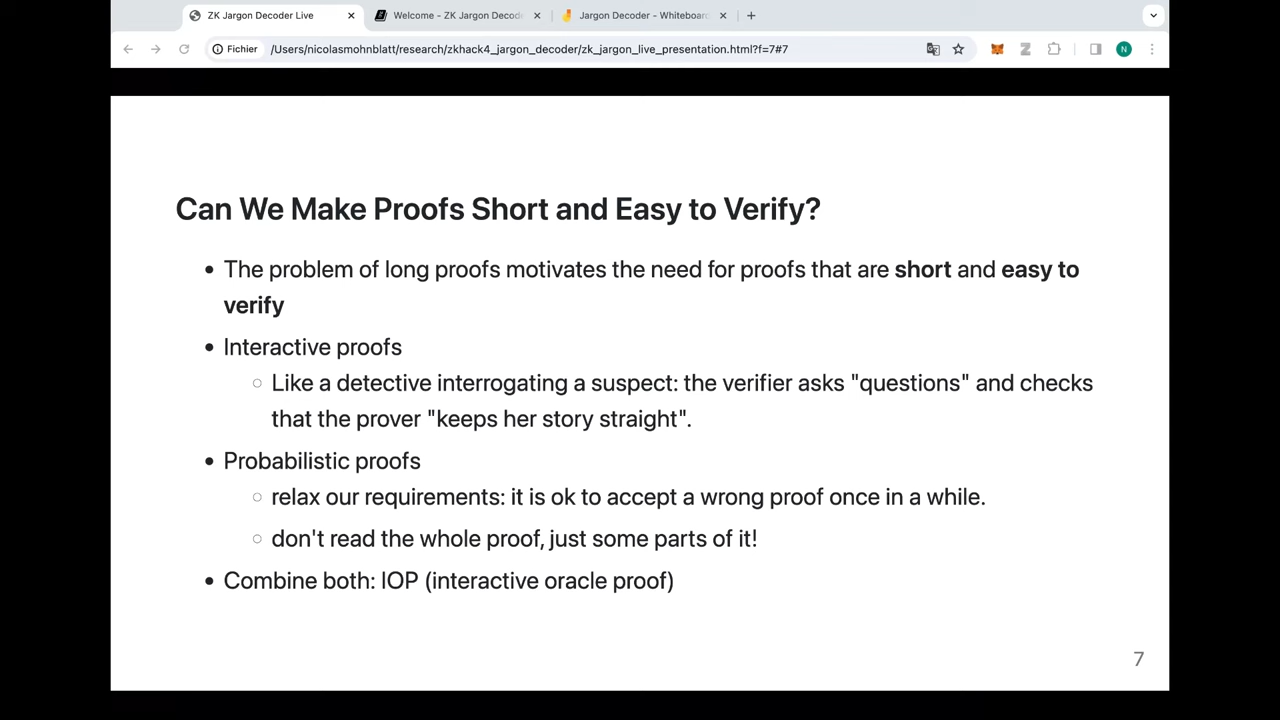 ZK Jargon Decoder Live
Welcome - ZK Jargon Decod
Jargon Decoder - Whiteboard
Fichier
/Users/nicolasmohnblatt/research/zkhack4_jargon_decoder/zk_jargon_live_presentation.html?f=7#7
N
Can We Make Proofs Short and Easy to Verify?
• The problem of long proofs motivates the need for proofs that are short and easy to
verify
• Interactive proofs
○ Like a detective interrogating a suspect: the verifier asks "questions" and checks
that the prover "keeps her story straight".
• Probabilistic proofs
○ relax our requirements: it is ok to accept a wrong proof once in a while.
○ don't read the whole proof, just some parts of it!
• Combine both: IOP (interactive oracle proof)
7